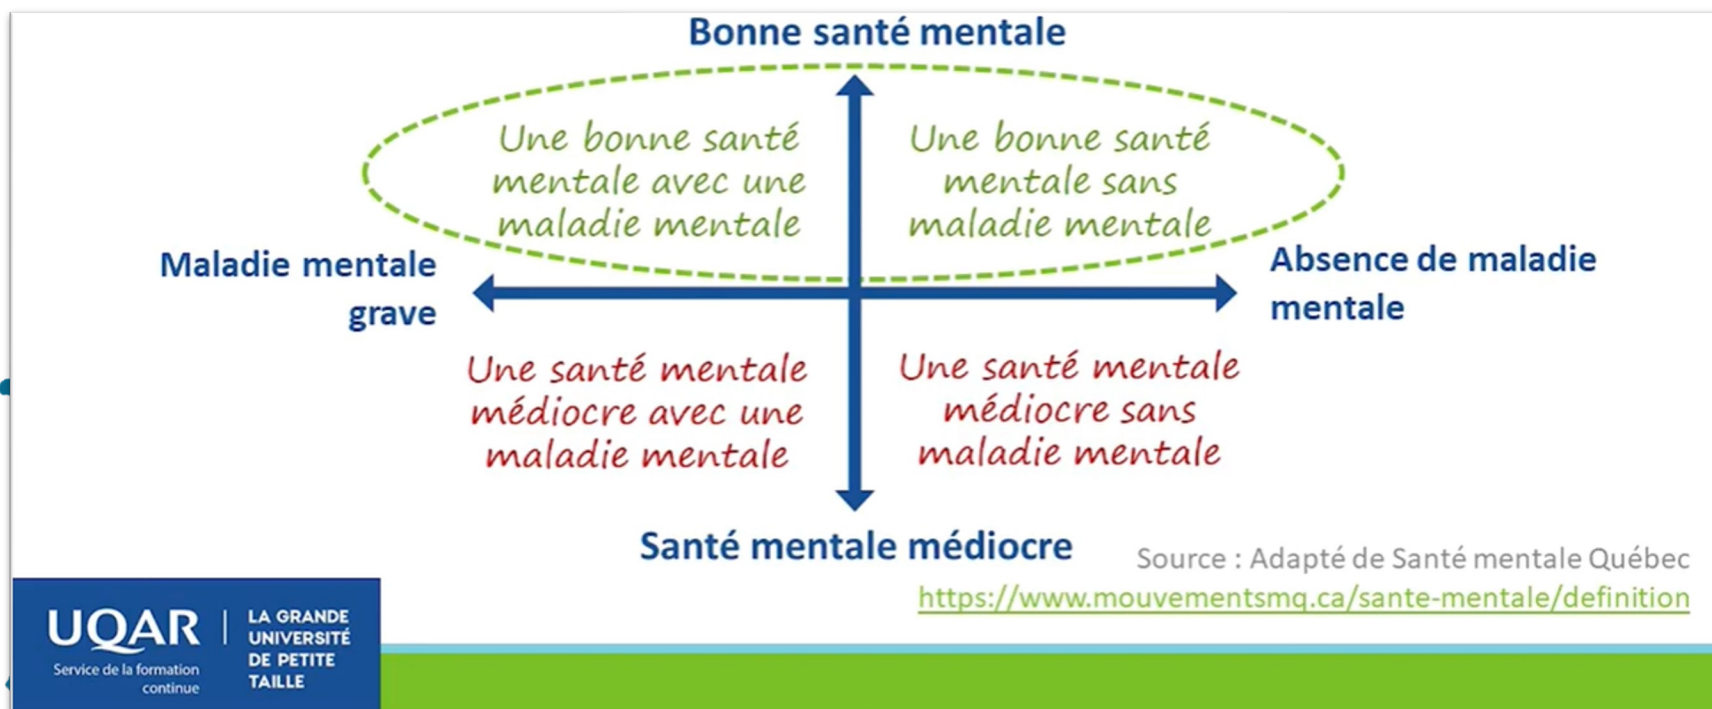 Bonne santé mentale
Une bonne santé
mentale avec une
maladie mentale
Une bonne santé
mentale sans
maladie mentale
Maladie mentale
grave
Absence de maladie
mentale
Une santé mentale
médiocre avec une
maladie mentale
Une santé mentale
médiocre sans
maladie mentale
Santé mentale médiocre
Source : Adapté de Santé mentale Québec
https://www.mouvementsmq.ca/sante-mentale/definition
UQAR
Service de la formation
continue
LA GRANDE
UNIVERSITÉ
DE PETITE
TAILLE